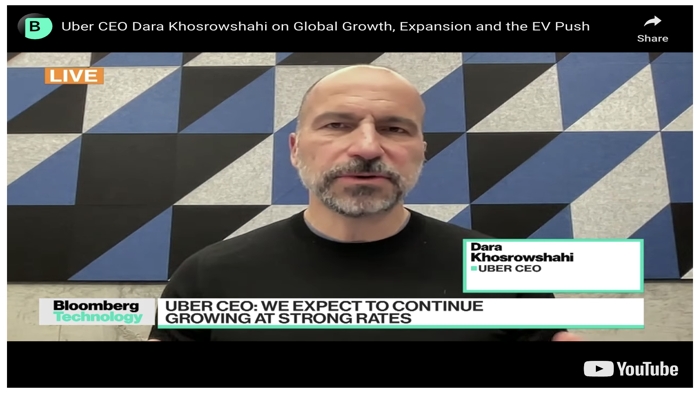 B
Uber CEO Dara Khosrowshahi on Global Growth, Expansion and the EV Push
Share
LIVE
Dara
Khosrowshahi
UBER CEO
Bloomberg
Technology
UBER CEO: WE EXPECT TO CONTINUE
GROWING AT STRONG RATES
YouTube